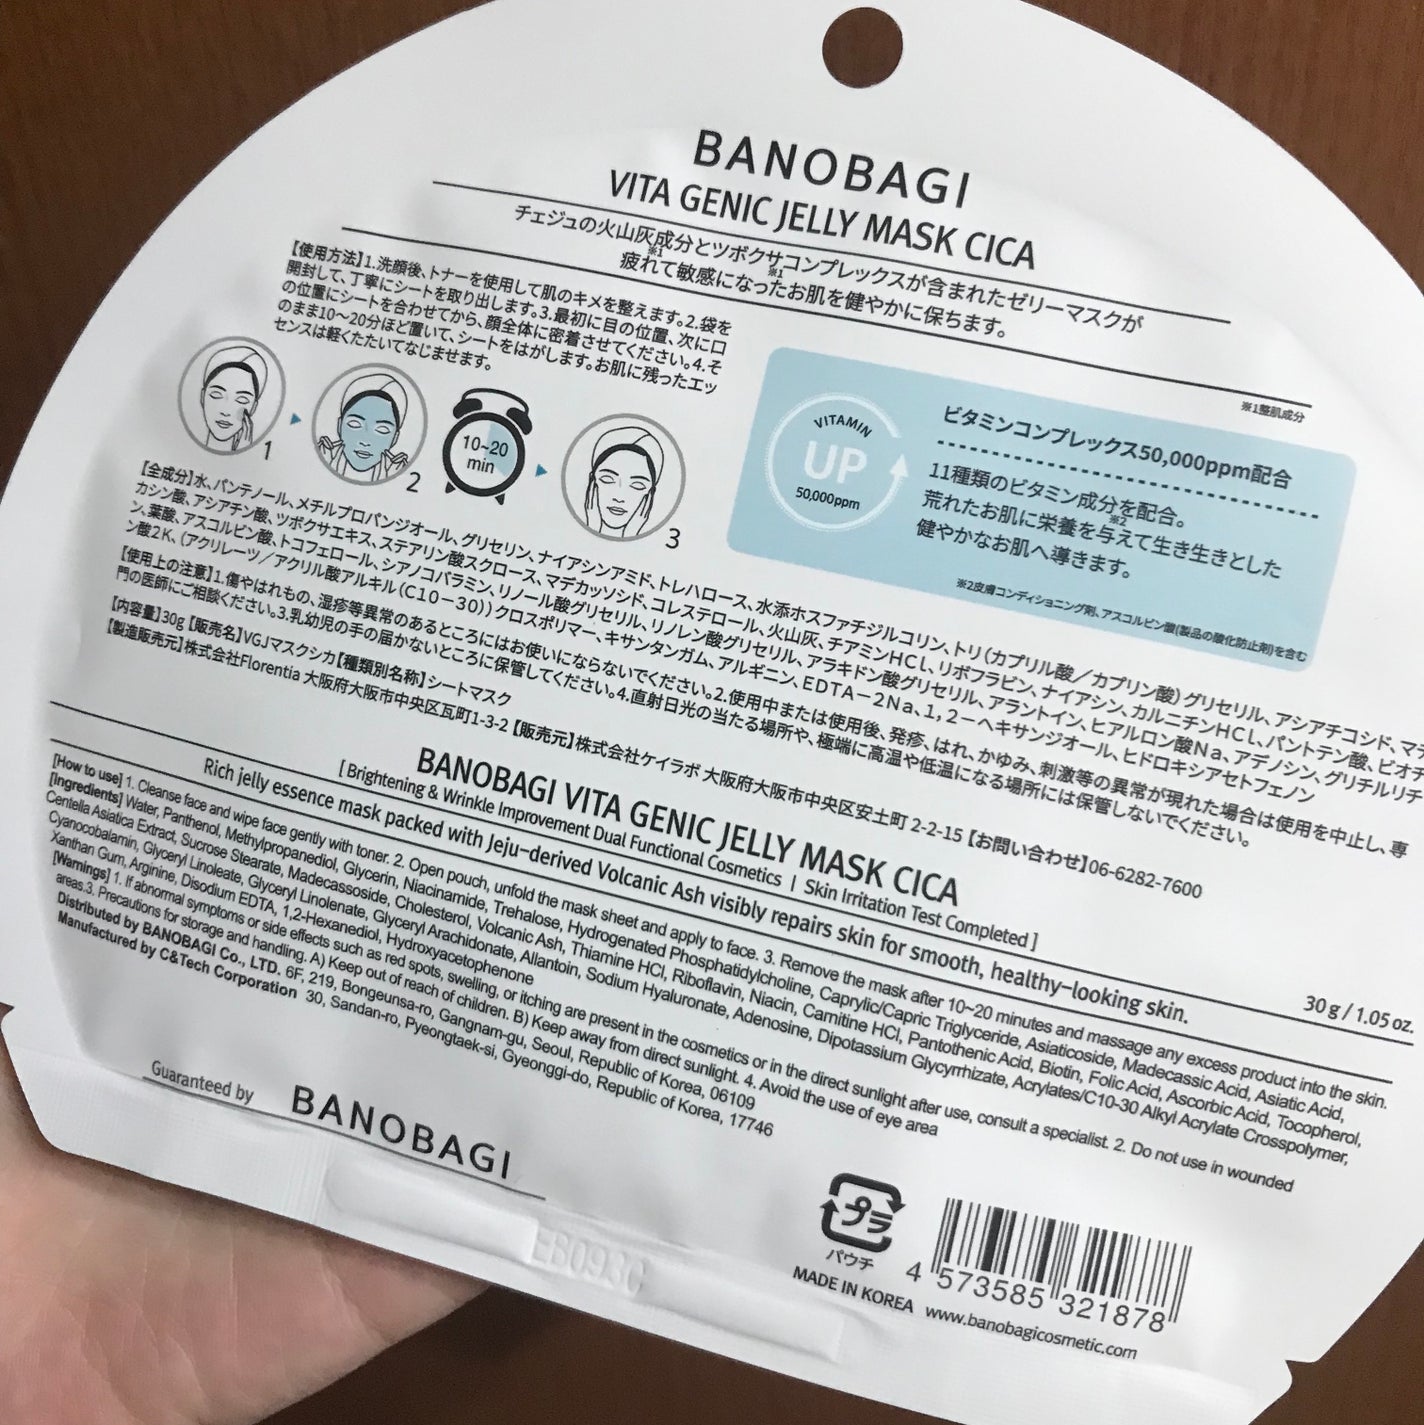 BANOBAGI
VITA GENIC JELLY MASK CICA
チェジュの火山灰成分とツボクサコンプレックスが含まれたゼリーマスクが
※1 ※1
疲れて敏感になったお肌を健やかに保ちます。
※1整肌成分
【使用方法】1.洗顔後、トナーを使用して肌のキメを整えます。2.袋を
開封して、丁寧にシートを取り出します。3.最初に目の位置、次に口
の位置にシートを合わせてから、顔全体に密着させてください。4.そ
のまま10〜20分ほど置いて、シートをはがします。お肌に残ったエッ
センスは軽くたたいてなじませます。
1
2
10~20
min
3
VITAMIN
UP
50,000ppm
ビタミンコンプレックス50,000ppm配合
11種類のビタミン成分を配合。
※2
荒れたお肌に栄養を与えて生き生きとした
健やかなお肌へ導きます。
※2皮膚コンディショニング剤、アスコルビン酸(製品の酸化防止剤)を含む
【全成分】水、パンテノール、メチルプロパンジオール、グリセリン、ナイアシンアミド、トレハロース、水添ホスファチジルコリン、トリ（カプリル酸／カプリン酸）グリセリル、アシアチコシド、マデ
カシン酸、アシアチン酸、ツボクサエキス、ステアリン酸スクロース、マデカッソシド、コレステロール、火山灰、チアミンHCl、リボフラビン、ナイアシン、カルニチンHCl、パントテン酸、ビオチ
ン、葉酸、アスコルビン酸、トコフェロール、シアノコバラミン、リノール酸グリセリル、リノレン酸グリセリル、アラキドン酸グリセリル、アラントイン、ヒアルロン酸Na、アデノシン、グリチルリチ
ン酸２K、（アクリレーツ／アクリル酸アルキル（C10－30））クロスポリマー、キサンタンガム、アルギニン、EDTA－2Na、1，2－ヘキサンジオール、ヒドロキシアセトフェノン
【使用上の注意】1.傷やはれもの、湿疹等異常のあるところにはお使いにならないでください。2.使用中または使用後、発疹、はれ、かゆみ、刺激等の異常が現れた場合は使用を中止し、専
門の医師にご相談ください。3.乳幼児の手の届かないところに保管してください。4.直射日光の当たる場所や、極端に高温や低温になる場所には保管しないでください。
【内容量】30g【販売名】VGJマスクシカ【種類別名称】シートマスク
【製造販売元】株式会社Florentia 大阪府大阪市中央区瓦町1-3-2【販売元】株式会社ケイラボ 大阪府大阪市中央区安土町 2-2-15【お問い合わせ】06-6282-7600
BANOBAGI VITA GENIC JELLY MASK CICA
[ Brightening & Wrinkle Improvement Dual Functional Cosmetics | Skin Irritation Test Completed ]
Rich jelly essence mask packed with Jeju-derived Volcanic Ash visibly repairs skin for smooth, healthy-looking skin.
30 g / 1.05 oz.
[How to use] 1. Cleanse face and wipe face gently with toner. 2. Open pouch, unfold the mask sheet and apply to face. 3. Remove the mask after 10~20 minutes and massage any excess product into the skin.
[Ingredients] Water, Panthenol, Methylpropanediol, Glycerin, Niacinamide, Trehalose, Hydrogenated Phosphatidylcholine, Caprylic/Capric Triglyceride, Asiaticoside, Madecassic Acid, Asiatic Acid,
Centella Asiatica Extract, Sucrose Stearate, Madecassoside, Cholesterol, Volcanic Ash, Thiamine HCl, Riboflavin, Niacin, Carnitine HCl, Pantothenic Acid, Biotin, Folic Acid, Ascorbic Acid, Tocopherol,
Cyanocobalamin, Glyceryl Linoleate, Glyceryl Linolenate, Glyceryl Arachidonate, Allantoin, Sodium Hyaluronate, Adenosine, Dipotassium Glycyrrhizate, Acrylates/C10-30 Alkyl Acrylate Crosspolymer,
Xanthan Gum, Arginine, Disodium EDTA, 1,2-Hexanediol, Hydroxyacetophenone
[Warnings] 1. If abnormal symptoms or side effects such as red spots, swelling, or itching are present in the cosmetics or in the direct sunlight after use, consult a specialist. 2. Do not use in wounded
areas.3. Precautions for storage and handling. A) Keep out of reach of children. B) Keep away from direct sunlight. 4. Avoid the use of eye area
Distributed by BANOBAGI Co., LTD. 6F, 219, Bongeunsa-ro, Gangnam-gu, Seoul, Republic of Korea, 06109
Manufactured by C&Tech Corporation 30, Sandan-ro, Pyeongtaek-si, Gyeonggi-do, Republic of Korea, 17746
Guaranteed by BANOBAGI
EB093C
プラ
パウチ
MADE IN KOREA
4 573585 321878
www.banobagicosmetic.com